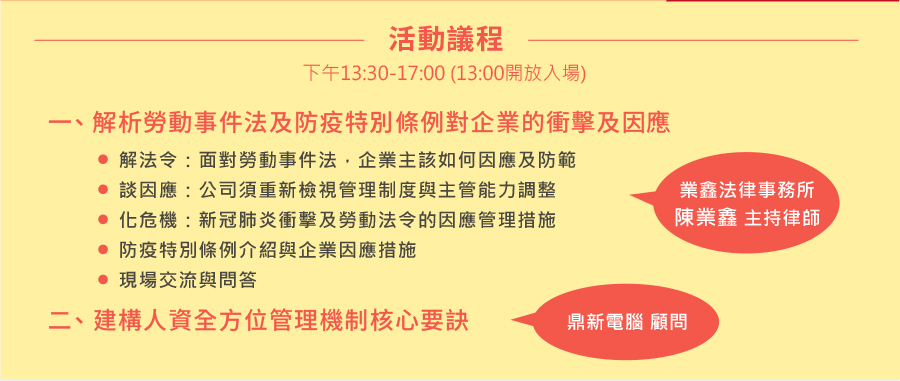 活動議程
下午13:30-17:00 (13:00開放入場)
一、解析勞動事件法及防疫特別條例對企業的衝擊及因應
● 解法令：面對勞動事件法，企業主該如何因應及防範
● 談因應：公司須重新檢視管理制度與主管能力調整
● 化危機：新冠肺炎衝擊及勞動法令的因應管理措施
● 防疫特別條例介紹與企業因應措施
● 現場交流與問答
業鑫法律事務所
陳業鑫 主持律師
二、建構人資全方位管理機制核心要訣
鼎新電腦 顧問